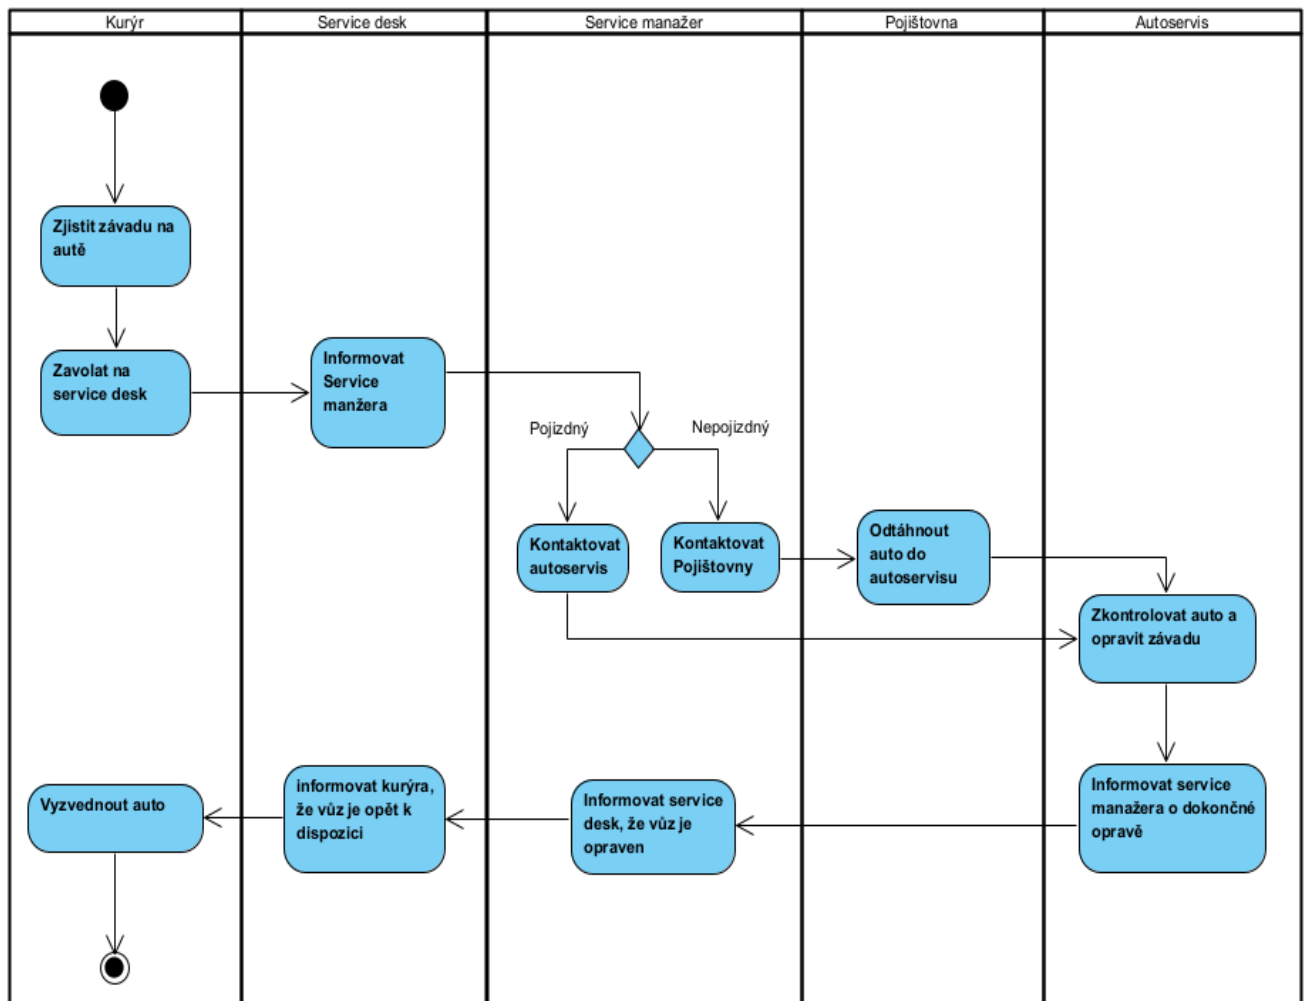 Kurýr
Service desk
Service manažer
Pojištovna
Autoservis
Zjistit závadu na
autě
Zavolat na
service desk
Informovat
Service
manžera
Pojizdný
Nepojizdný
Kontaktovat
autoservis
Kontaktovat
Pojištovny
Odtáhnout
auto do
autoservisu
Zkontrolovat auto a
opravit závadu
Informovat service
manažera o dokončné
opravě
Informovat service
desk, že vůz je
opraven
informovat kurýra,
že vůz je opět k
dispozici
Vyzvednout auto